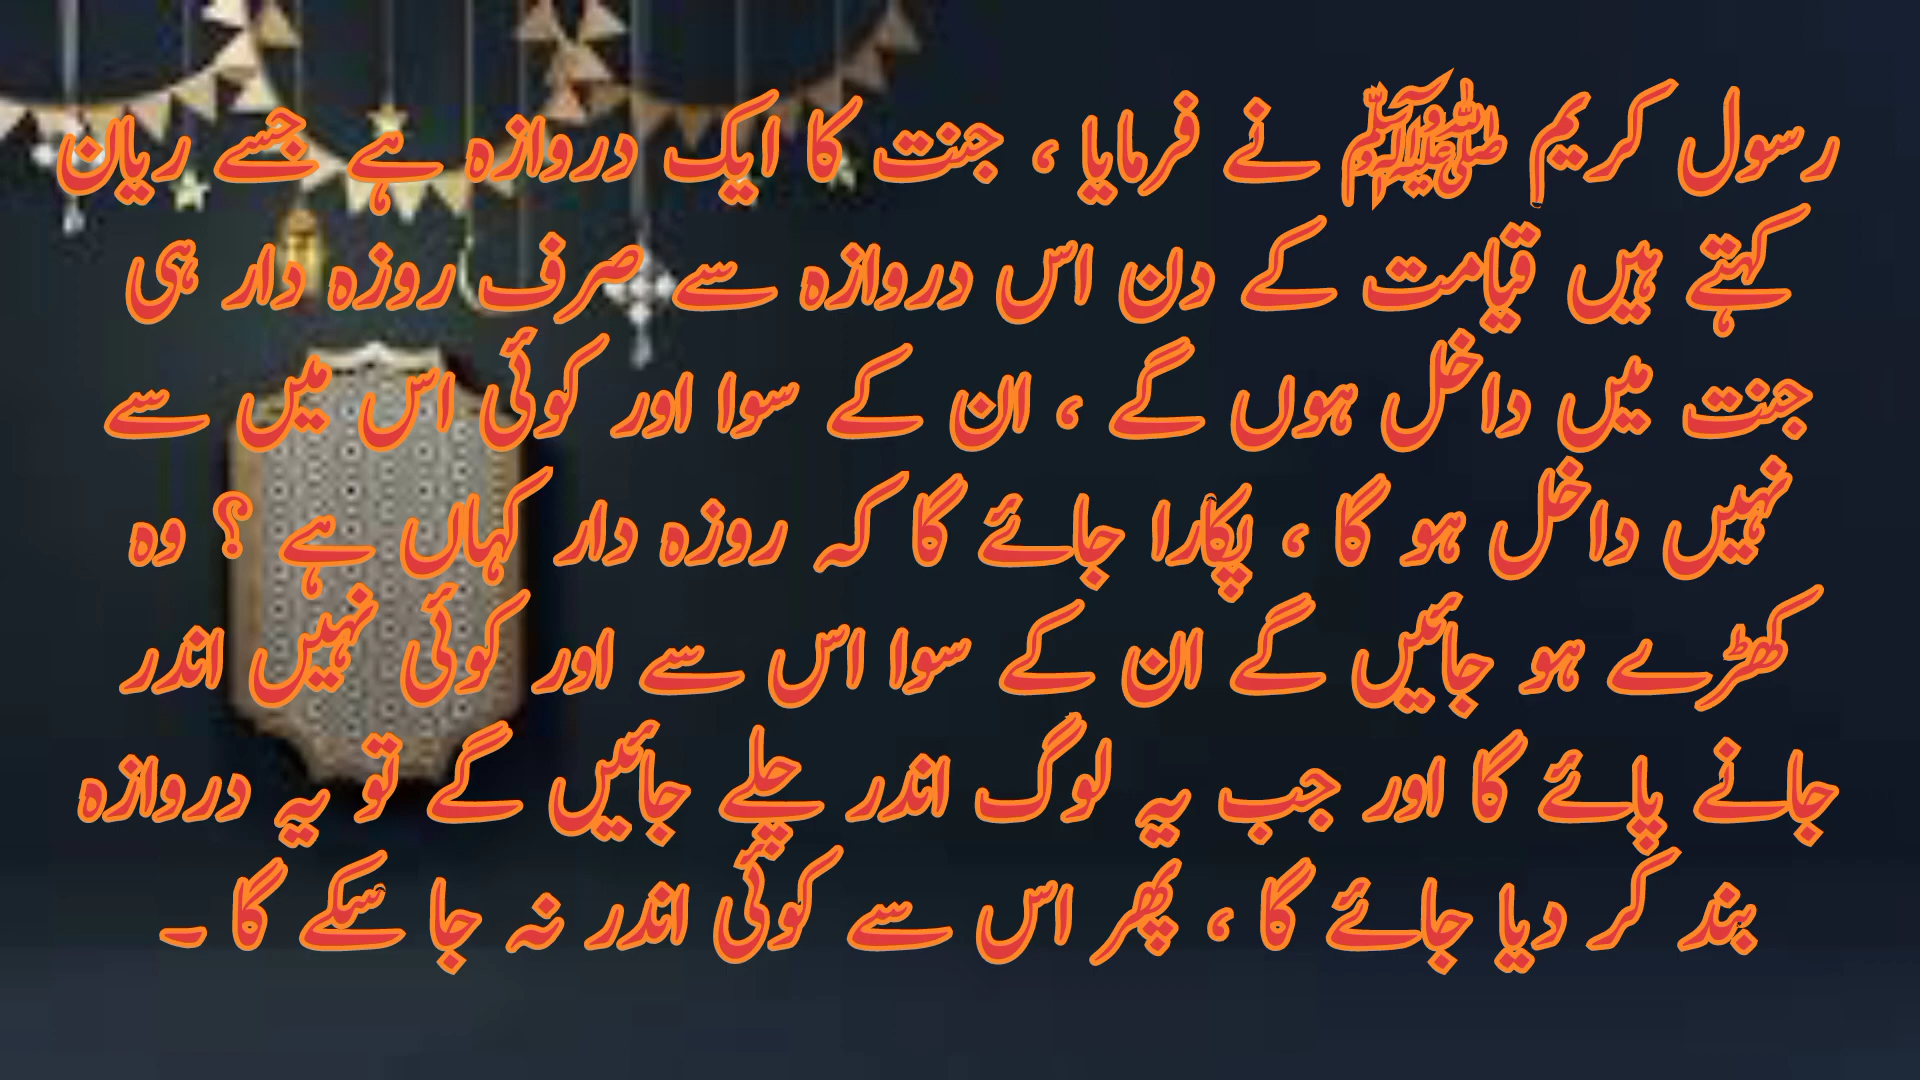 رسول کریم ﷺ نے فرمایا ، جنت کا ایک دروازہ ہے جسے ریان
کہتے ہیں قیامت کے دن اس دروازہ سے صرف روزہ دار ہی
جنت میں داخل ہوں گے ، ان کے سوا اور کوئی اس میں سے
نہیں داخل ہو گا ، پکارا جائے گا کہ روزہ دار کہاں ہے ؟ وہ
کھڑے ہو جائیں گے ان کے سوا اس سے اور کوئی نہیں اندر
جانے پائے گا اور جب یہ لوگ اندر چلے جائیں گے تو یہ دروازہ
بند کر دیا جائے گا ، پھر اس سے کوئی اندر نہ جا سکے گا ۔